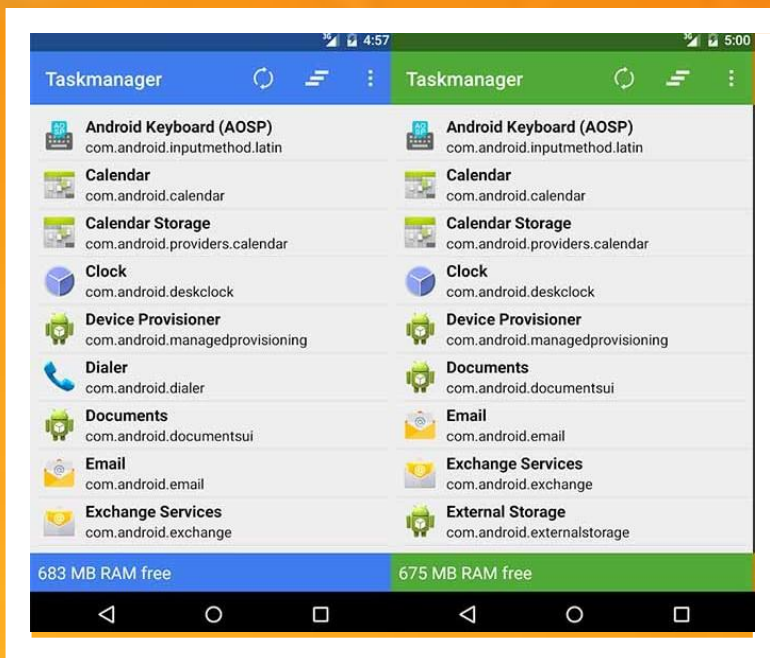 3G 4:57
Taskmanager
Android Keyboard (AOSP)
com.android.inputmethod.latin
Calendar
com.android.calendar
Calendar Storage
com.android.providers.calendar
Clock
com.android.deskclock
Device Provisioner
com.android.managedprovisioning
Dialer
com.android.dialer
Documents
com.android.documentsui
Email
com.android.email
Exchange Services
com.android.exchange
683 MB RAM free
3G 5:00
Taskmanager
Android Keyboard (AOSP)
com.android.inputmethod.latin
Calendar
com.android.calendar
Calendar Storage
com.android.providers.calendar
Clock
com.android.deskclock
Device Provisioner
com.android.managedprovisioning
Documents
com.android.documentsui
Email
com.android.email
Exchange Services
com.android.exchange
External Storage
com.android.externalstorage
675 MB RAM free